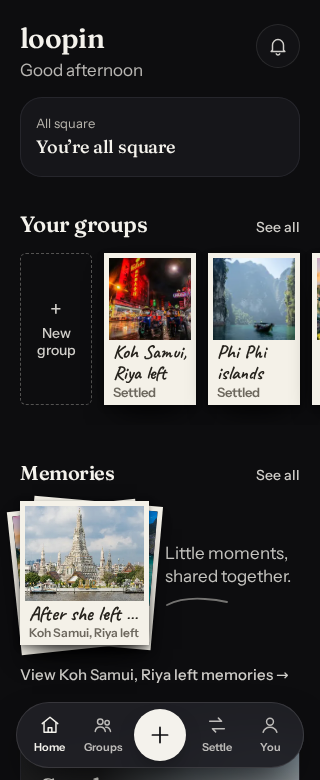 loopin
Good afternoon
All square
You're all square
Your groups
See all
+
New
group
Koh Samui,
Riya left
Settled
Phi Phi
islands
Settled
Memories
See all
After she left ...
Koh Samui, Riya left
Little moments,
shared together.
View Koh Samui, Riya left memories →
Home
Groups
+
Settle
You